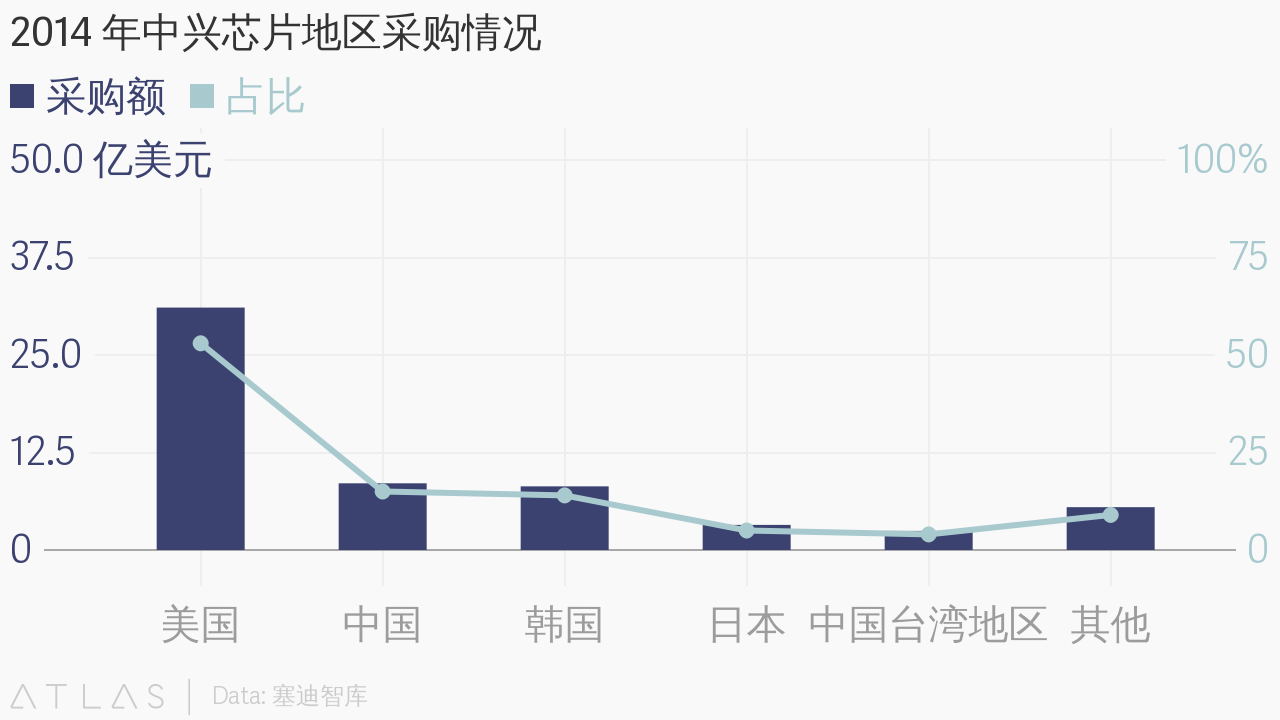 2014 年中兴芯片地区采购情况
采购额 占比
50.0 亿美元 100%
37.5 75
25.0 50
12.5 25
0 0
美国 中国 韩国 日本 中国台湾地区 其他
ATLAS | Data: 塞迪智库